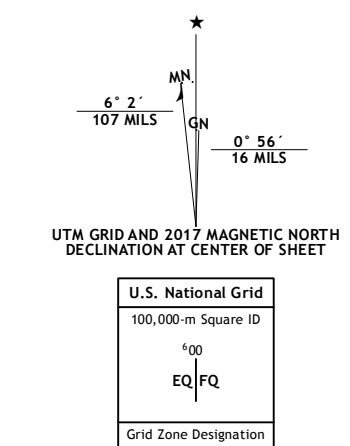 ★
MN.
6° 2´
107 MILS
GN
0° 56´
16 MILS
UTM GRID AND 2017 MAGNETIC NORTH
DECLINATION AT CENTER OF SHEET
U.S. National Grid
100,000-m Square ID
⁶00
EQ FQ
Grid Zone Designation